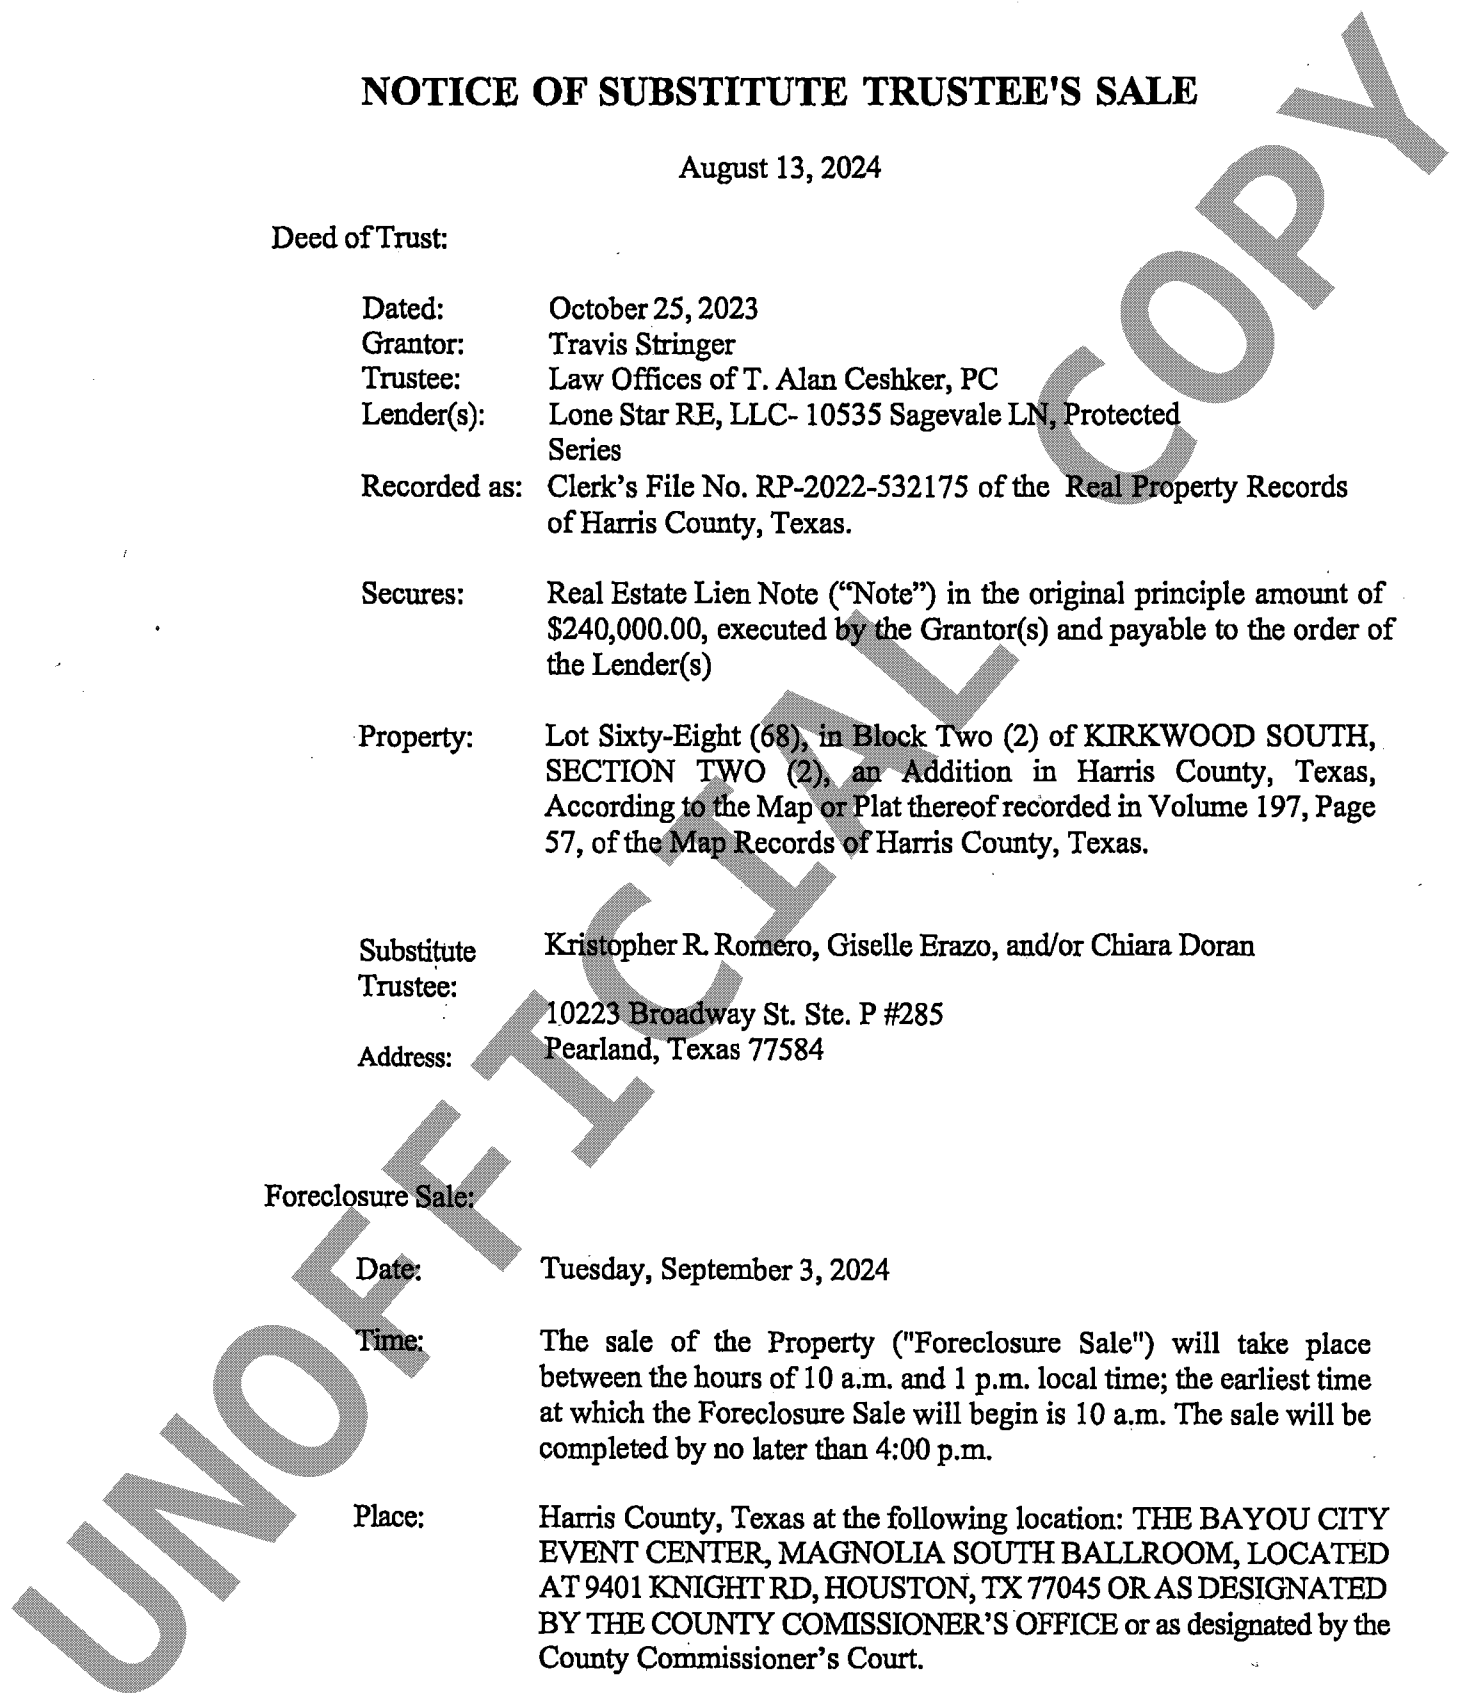 NOTICE OF SUBSTITUTE TRUSTEE'S SALE
August 13, 2024
Deed of Trust:
Dated: October 25, 2023
Grantor: Travis Stringer
Trustee: Law Offices of T. Alan Ceshker, PC
Lender(s): Lone Star RE, LLC- 10535 Sagevale LN, Protected
Series
Recorded as: Clerk's File No. RP-2022-532175 of the Real Property Records
of Harris County, Texas.
Secures: Real Estate Lien Note (“Note”) in the original principle amount of
$240,000.00, executed by the Grantor(s) and payable to the order of
the Lender(s)
Property: Lot Sixty-Eight (68), in Block Two (2) of KIRKWOOD SOUTH,
SECTION TWO (2), an Addition in Harris County, Texas,
According to the Map or Plat thereof recorded in Volume 197, Page
57, of the Map Records of Harris County, Texas.
Substitute Kristopher R. Romero, Giselle Erazo, and/or Chiara Doran
Trustee:
10223 Broadway St. Ste. P #285
Address: Pearland, Texas 77584
Foreclosure Sale:
Date: Tuesday, September 3, 2024
Time: The sale of the Property ("Foreclosure Sale") will take place
between the hours of 10 a.m. and 1 p.m. local time; the earliest time
at which the Foreclosure Sale will begin is 10 a.m. The sale will be
completed by no later than 4:00 p.m.
Place: Harris County, Texas at the following location: THE BAYOU CITY
EVENT CENTER, MAGNOLIA SOUTH BALLROOM, LOCATED
AT 9401 KNIGHT RD, HOUSTON, TX 77045 OR AS DESIGNATED
BY THE COUNTY COMISSIONER'S OFFICE or as designated by the
County Commissioner's Court.
UNOFFICIAL COPY